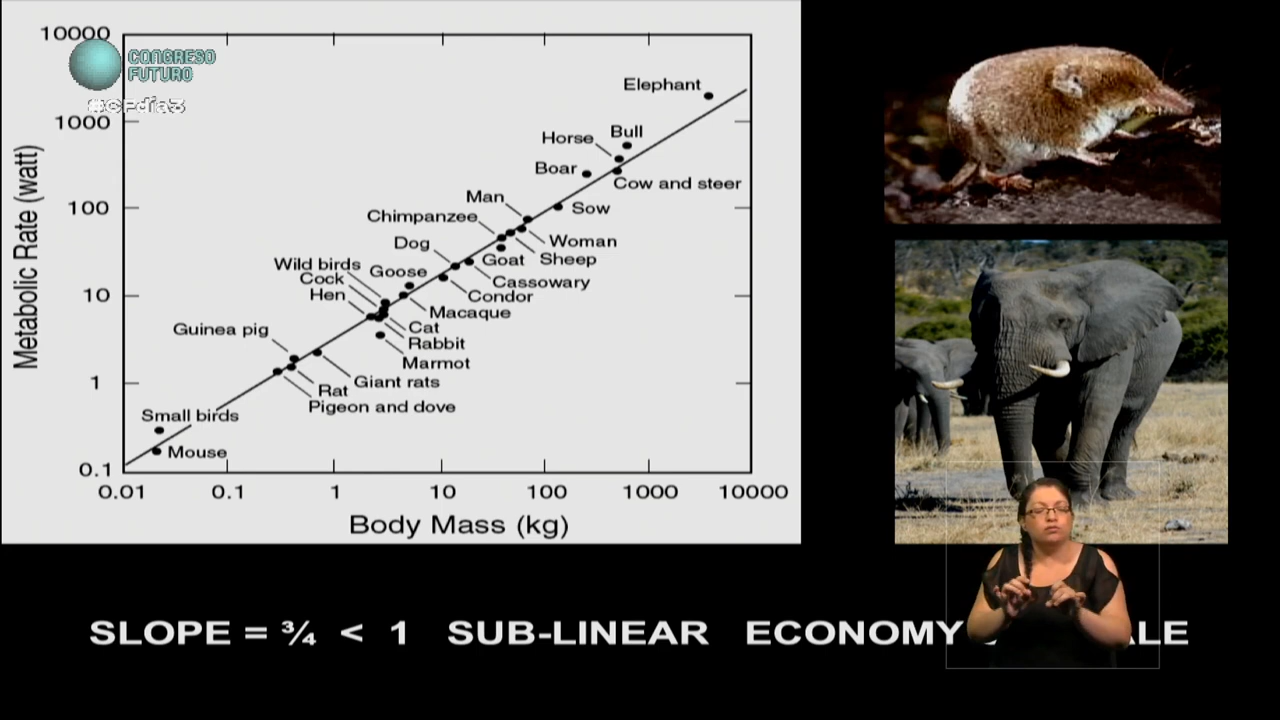 10000
CONGRESO
FUTURO
#CFdía3
1000
100
10
1
0.1
Metabolic Rate (watt)
Elephant
Bull
Horse
Boar
Cow and steer
Man
Sow
Chimpanzee
Woman
Dog
Goat
Sheep
Wild birds
Goose
Cassowary
Cock
Condor
Hen
Macaque
Cat
Guinea pig
Rabbit
Marmot
Giant rats
Rat
Pigeon and dove
Small birds
Mouse
0.01 0.1 1 10 100 1000 10000
Body Mass (kg)
SLOPE = ¾ < 1 SUB-LINEAR ECONOMY